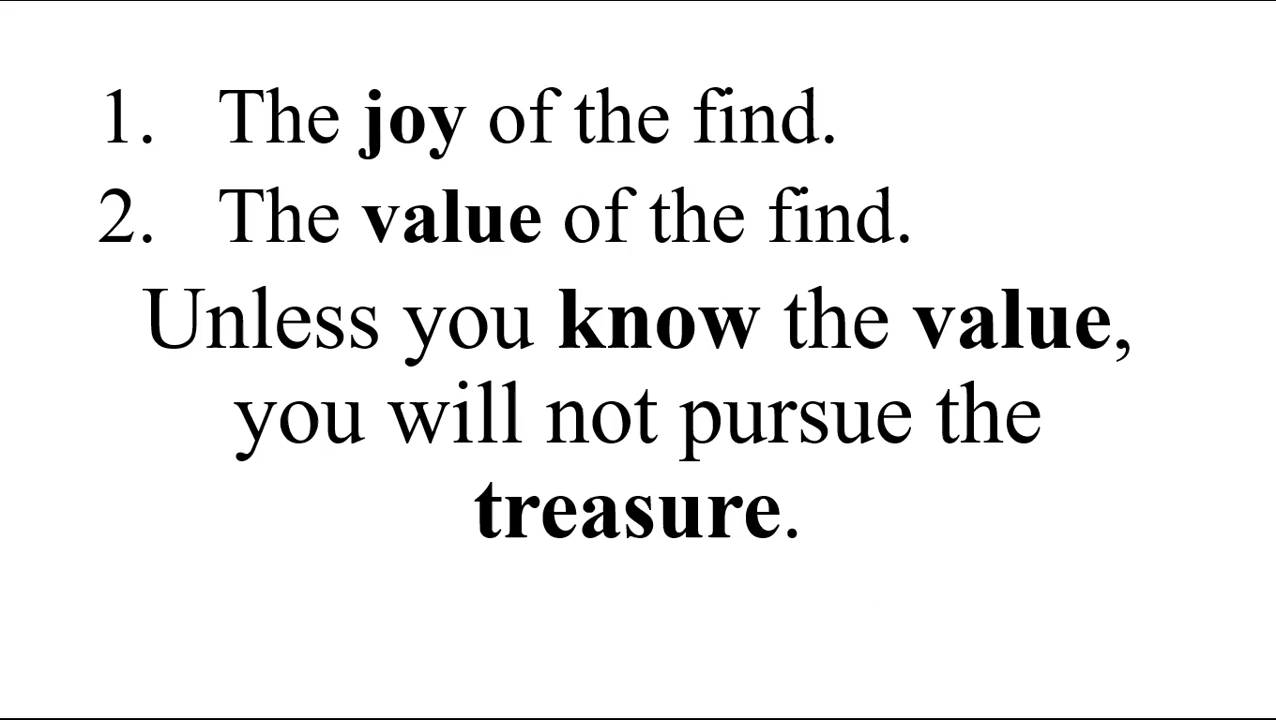 1. The joy of the find.
2. The value of the find.
Unless you know the value,
you will not pursue the
treasure.